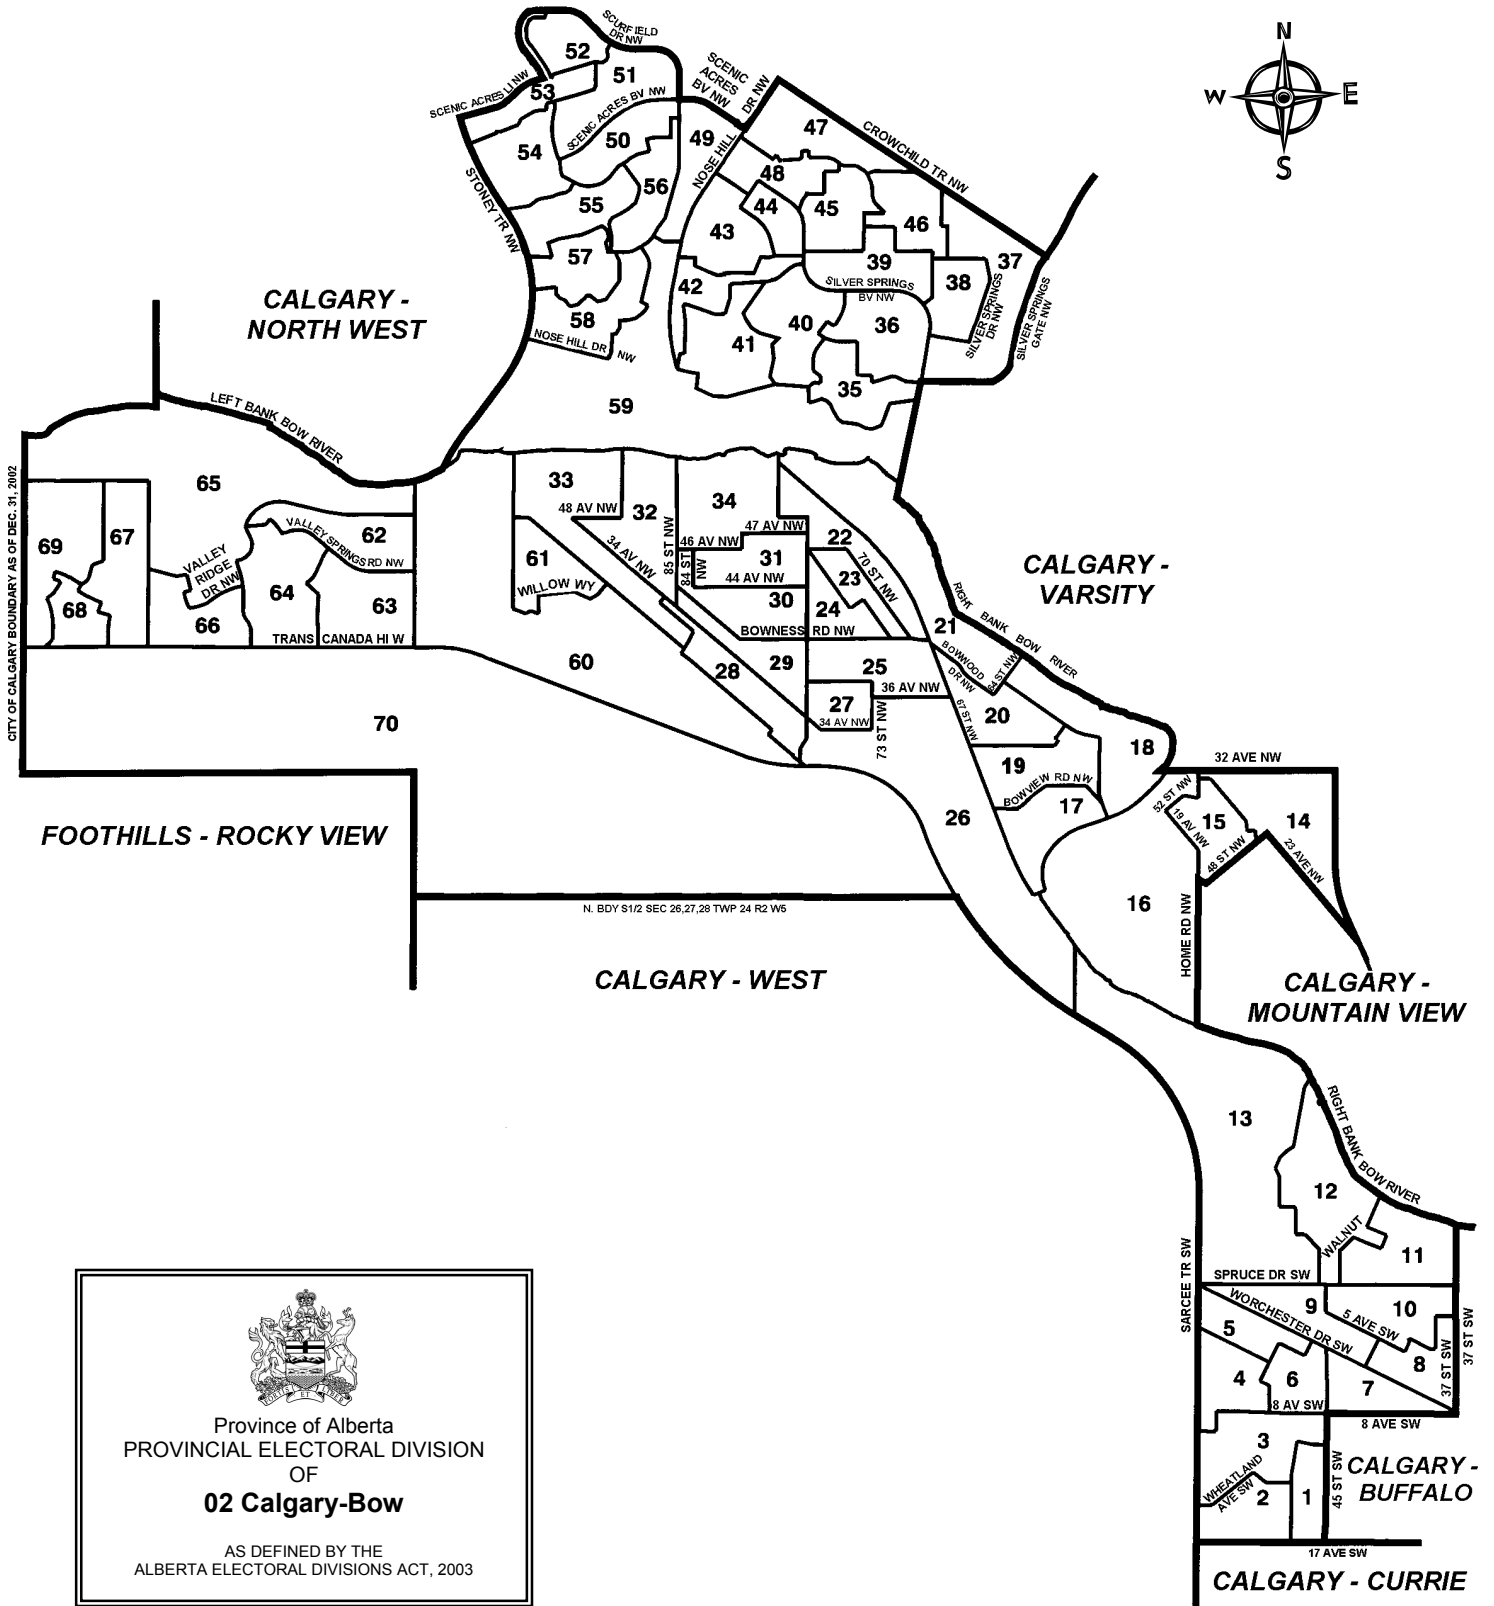 SCURFIELD
DR NW
52
51
SCENIC
ACRES
BV NW
DR NW
NOSE HILL
SCENIC ACRES LI NW
53
SCENIC ACRES BV NW
50
49
47
CROWCHILD TR NW
N
W
E
S
54
STONEY TR NW
48
56
55
44
45
46
43
57
39
37
42
38
SILVER SPRINGS
BV NW
SILVER SPRINGS
DR NW
SILVER SPRINGS
GATE NW
CALGARY -
NORTH WEST
58
NOSE HILL DR NW
40
36
41
35
59
LEFT BANK BOW RIVER
CITY OF CALGARY BOUNDARY AS OF DEC. 31, 2002
65
33
48 AV NW
32
34
47 AV NW
46 AV NW
85 ST NW
84 ST
NW
31
44 AV NW
30
22
70 ST NW
23
24
69
67
62
VALLEY SPRINGS RD NW
VALLEY
RIDGE
DR NW
64
63
68
66
TRANS CANADA HI W
61
WILLOW WY
34 AV NW
BOWNESS RD NW
21
RIGHT BANK BOW RIVER
CALGARY -
VARSITY
60
28
29
25
36 AV NW
27
34 AV NW
73 ST NW
BOWWOOD
DR NW
64 ST NW
67 ST NW
20
18
32 AVE NW
70
19
BOWVIEW RD NW
17
52 ST NW
19 AV NW
15
48 ST NW
14
23 AVE NW
FOOTHILLS - ROCKY VIEW
26
16
HOME RD NW
N. BDY S1/2 SEC 26,27,28 TWP 24 R2 W5
CALGARY - WEST
CALGARY -
MOUNTAIN VIEW
13
RIGHT BANK BOW RIVER
12
WALNUT
11
SARCEE TR SW
SPRUCE DR SW
9
WORCHESTER DR SW
10
5 AVE SW
5
8
37 ST SW
37 ST SW
4
6
7
8 AV SW
8 AVE SW
3
WHEATLAND
AVE SW
2
1
45 ST SW
CALGARY -
BUFFALO
17 AVE SW
CALGARY - CURRIE
FORTIS ET LIBER
Province of Alberta
PROVINCIAL ELECTORAL DIVISION
OF
02 Calgary-Bow
AS DEFINED BY THE
ALBERTA ELECTORAL DIVISIONS ACT, 2003